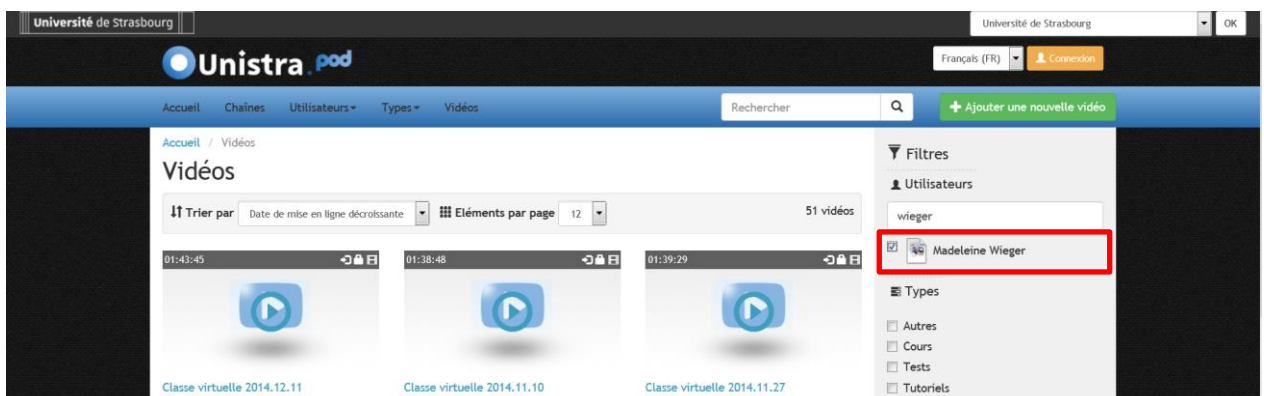 Université de Strasbourg
Université de Strasbourg OK
Unistra.pod
Français (FR) Connexion
Accueil Chaînes Utilisateurs Types Vidéos Rechercher Ajouter une nouvelle vidéo
Accueil / Vidéos
Vidéos
Trier par Date de mise en ligne décroissante Eléments par page 12 51 vidéos
01:43:45 01:38:48 01:39:29
Classe virtuelle 2014.12.11 Classe virtuelle 2014.11.10 Classe virtuelle 2014.11.27
Filtres
Utilisateurs
wieger
Madeleine Wieger
Types
Autres
Cours
Tests
Tutoriels